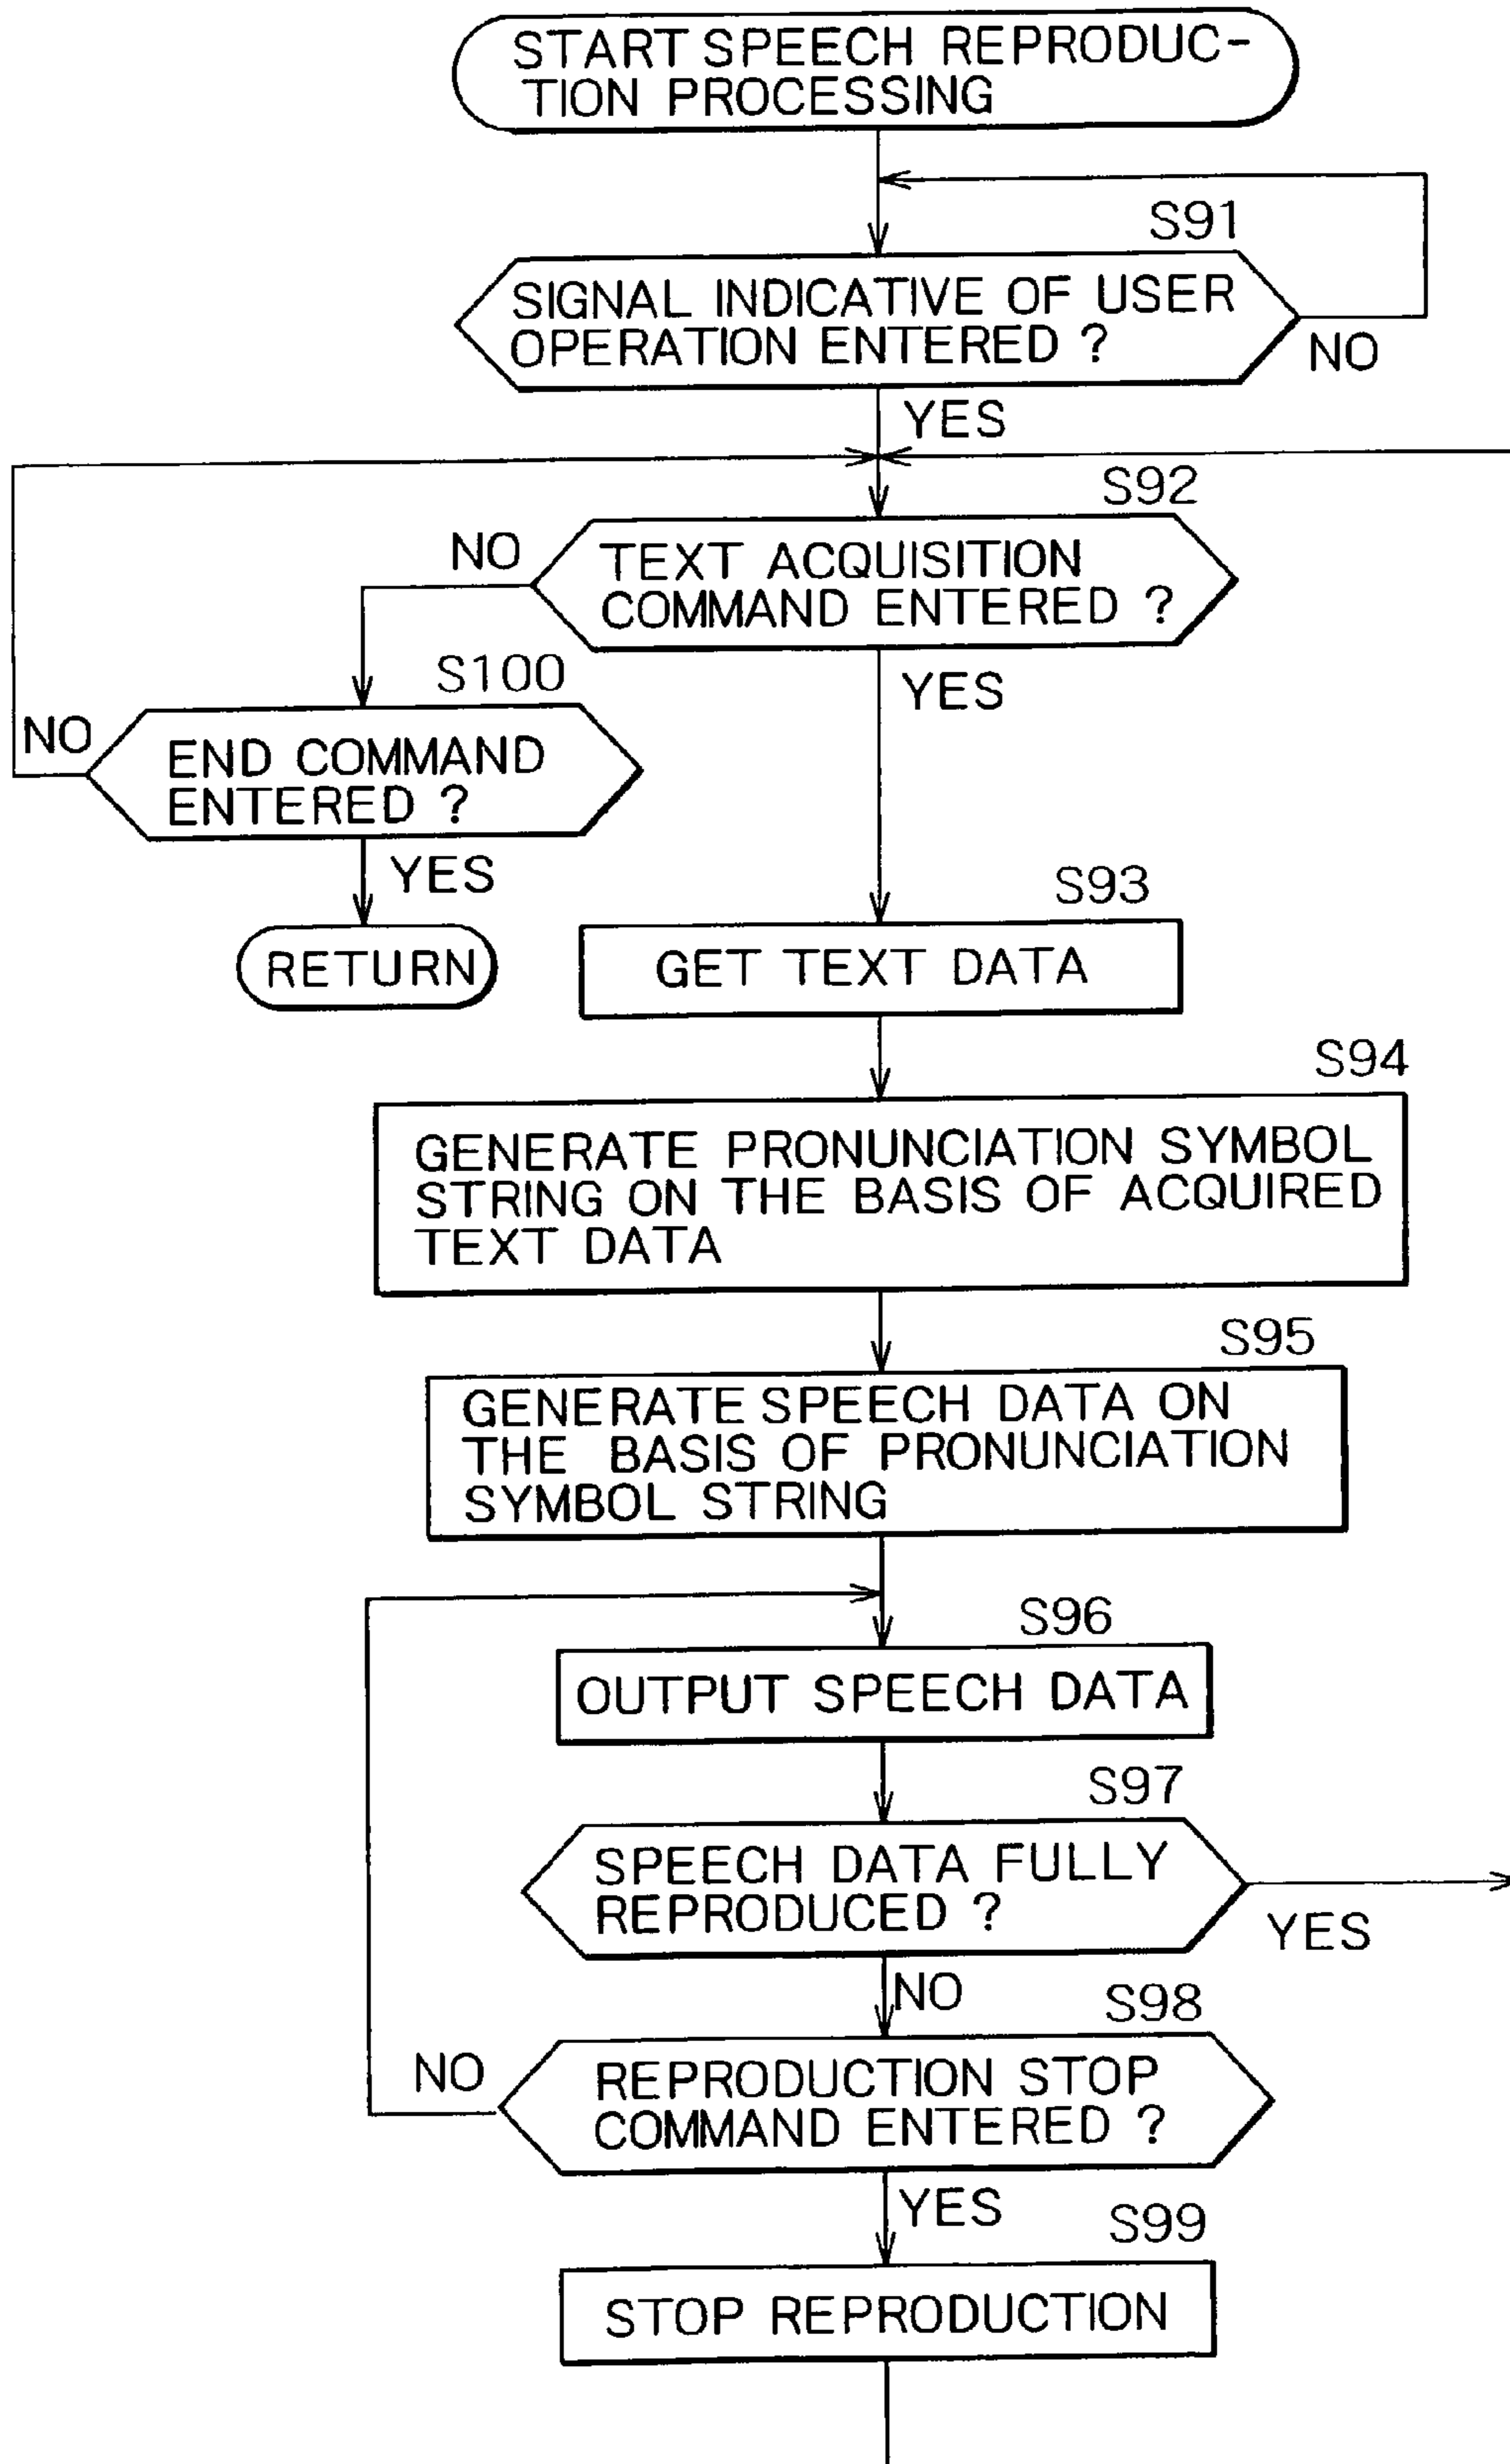 START SPEECH REPRODUC-
TION PROCESSING
S91
SIGNAL INDICATIVE OF USER
OPERATION ENTERED ?
NO
YES
S92
NO
TEXT ACQUISITION
COMMAND ENTERED ?
YES
S100
NO
END COMMAND
ENTERED ?
YES
RETURN
S93
GET TEXT DATA
S94
GENERATE PRONUNCIATION SYMBOL
STRING ON THE BASIS OF ACQUIRED
TEXT DATA
S95
GENERATE SPEECH DATA ON
THE BASIS OF PRONUNCIATION
SYMBOL STRING
S96
OUTPUT SPEECH DATA
S97
SPEECH DATA FULLY
REPRODUCED ?
YES
NO
S98
NO
REPRODUCTION STOP
COMMAND ENTERED ?
YES
S99
STOP REPRODUCTION